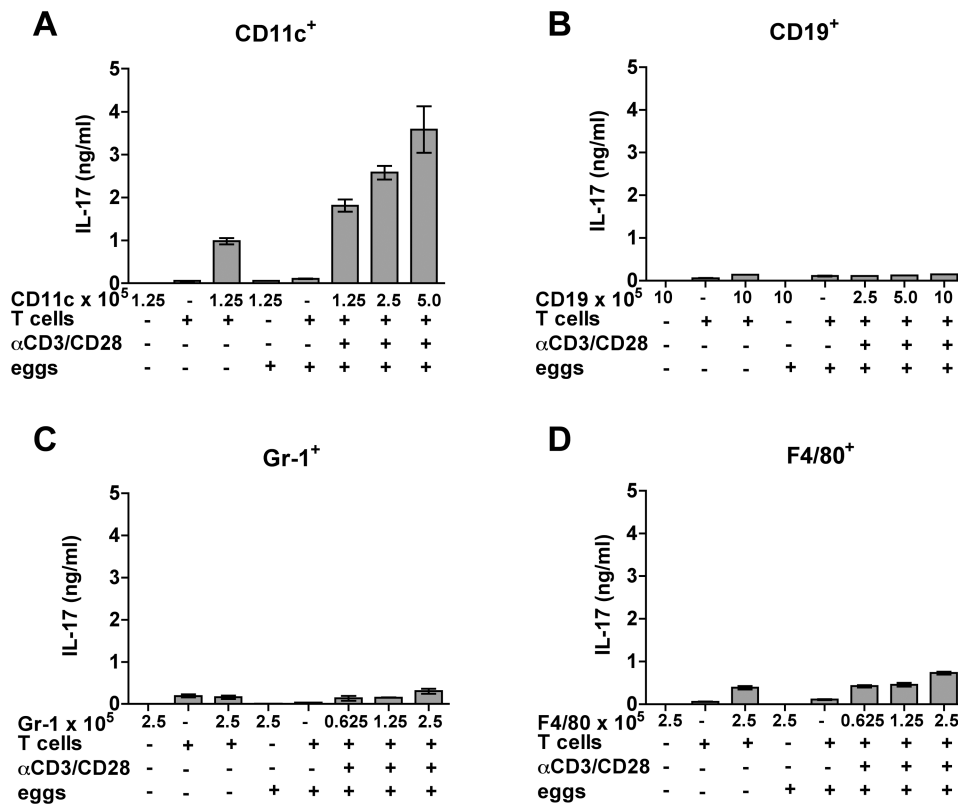 A
CD11c+
5
4
3
2
1
0
IL-17 (ng/ml)
CD11c x 10^5 1.25 - 1.25 1.25 - 1.25 2.5 5.0
T cells - + + - + + + +
αCD3/CD28 - - - - - + + +
eggs - - - + + + + +
B
CD19+
5
4
3
2
1
0
IL-17 (ng/ml)
CD19 x 10^5 10 - 10 10 - 2.5 5.0 10
T cells - + + - + + + +
αCD3/CD28 - - - - - + + +
eggs - - - + + + + +
C
Gr-1+
5
4
3
2
1
0
IL-17 (ng/ml)
Gr-1 x 10^5 2.5 - 2.5 2.5 - 0.625 1.25 2.5
T cells - + + - + + + +
αCD3/CD28 - - - - - + + +
eggs - - - + + + + +
D
F4/80+
5
4
3
2
1
0
IL-17 (ng/ml)
F4/80 x 10^5 2.5 - 2.5 2.5 - 0.625 1.25 2.5
T cells - + + - + + + +
αCD3/CD28 - - - - - + + +
eggs - - - + + + + +